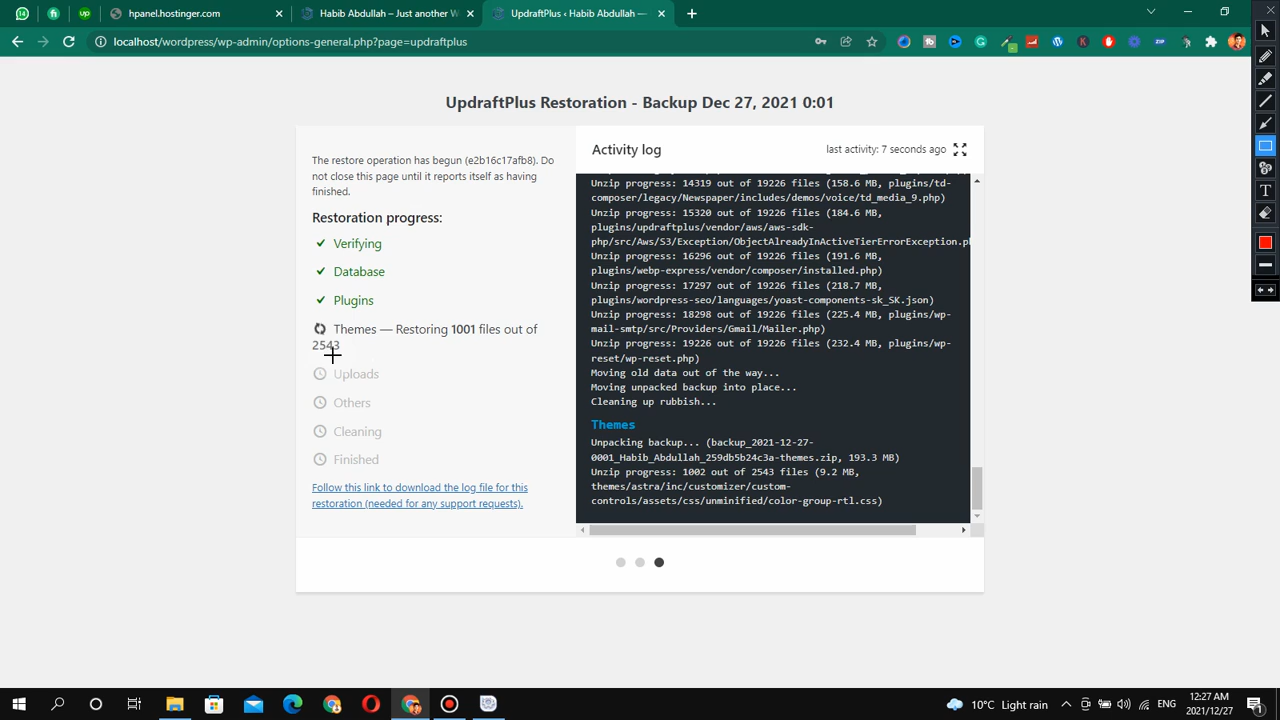 hpanel.hostinger.com
Habib Abdullah – Just another W
UpdraftPlus ‹ Habib Abdullah —
localhost/wordpress/wp-admin/options-general.php?page=updraftplus
UpdraftPlus Restoration - Backup Dec 27, 2021 0:01
The restore operation has begun (e2b16c17afb8). Do
not close this page until it reports itself as having
finished.
Restoration progress:
Verifying
Database
Plugins
Themes — Restoring 1001 files out of
2543
Uploads
Others
Cleaning
Finished
Follow this link to download the log file for this
restoration (needed for any support requests).
Activity log
last activity: 7 seconds ago
Unzip progress: 14319 out of 19226 files (158.6 MB, plugins/td-
composer/legacy/Newspaper/includes/demos/voice/td_media_9.php)
Unzip progress: 15320 out of 19226 files (184.6 MB,
plugins/updraftplus/vendor/aws/aws-sdk-
php/src/Aws/S3/Exception/ObjectAlreadyInActiveTierErrorException.ph
Unzip progress: 16296 out of 19226 files (191.6 MB,
plugins/webp-express/vendor/composer/installed.php)
Unzip progress: 17297 out of 19226 files (218.7 MB,
plugins/wordpress-seo/languages/yoast-components-sk_SK.json)
Unzip progress: 18298 out of 19226 files (225.4 MB, plugins/wp-
mail-smtp/src/Providers/Gmail/Mailer.php)
Unzip progress: 19226 out of 19226 files (232.4 MB, plugins/wp-
reset/wp-reset.php)
Moving old data out of the way...
Moving unpacked backup into place...
Cleaning up rubbish...
Themes
Unpacking backup... (backup_2021-12-27-
0001_Habib_Abdullah_259db5b24c3a-themes.zip, 193.3 MB)
Unzip progress: 1002 out of 2543 files (9.2 MB,
themes/astra/inc/customizer/custom-
controls/assets/css/unminified/color-group-rtl.css)
10°C Light rain
ENG
12:27 AM
2021/12/27